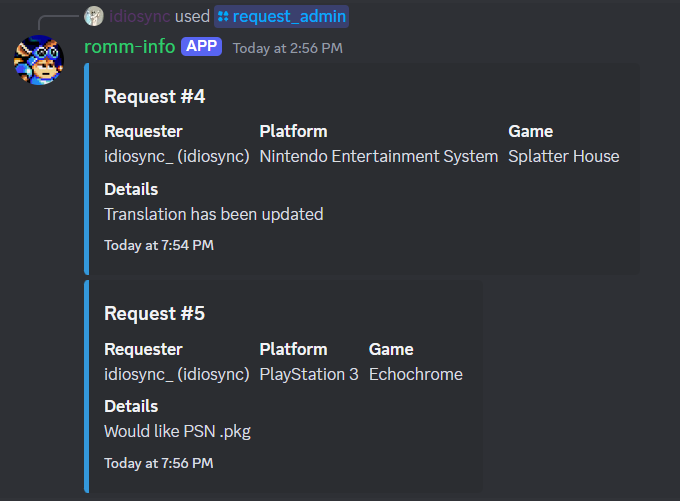 idiosync used request_admin
romm-info APP Today at 2:56 PM
Request #4
Requester Platform Game
idiosync_ (idiosync) Nintendo Entertainment System Splatter House
Details
Translation has been updated
Today at 7:54 PM
Request #5
Requester Platform Game
idiosync_ (idiosync) PlayStation 3 Echochrome
Details
Would like PSN .pkg
Today at 7:56 PM